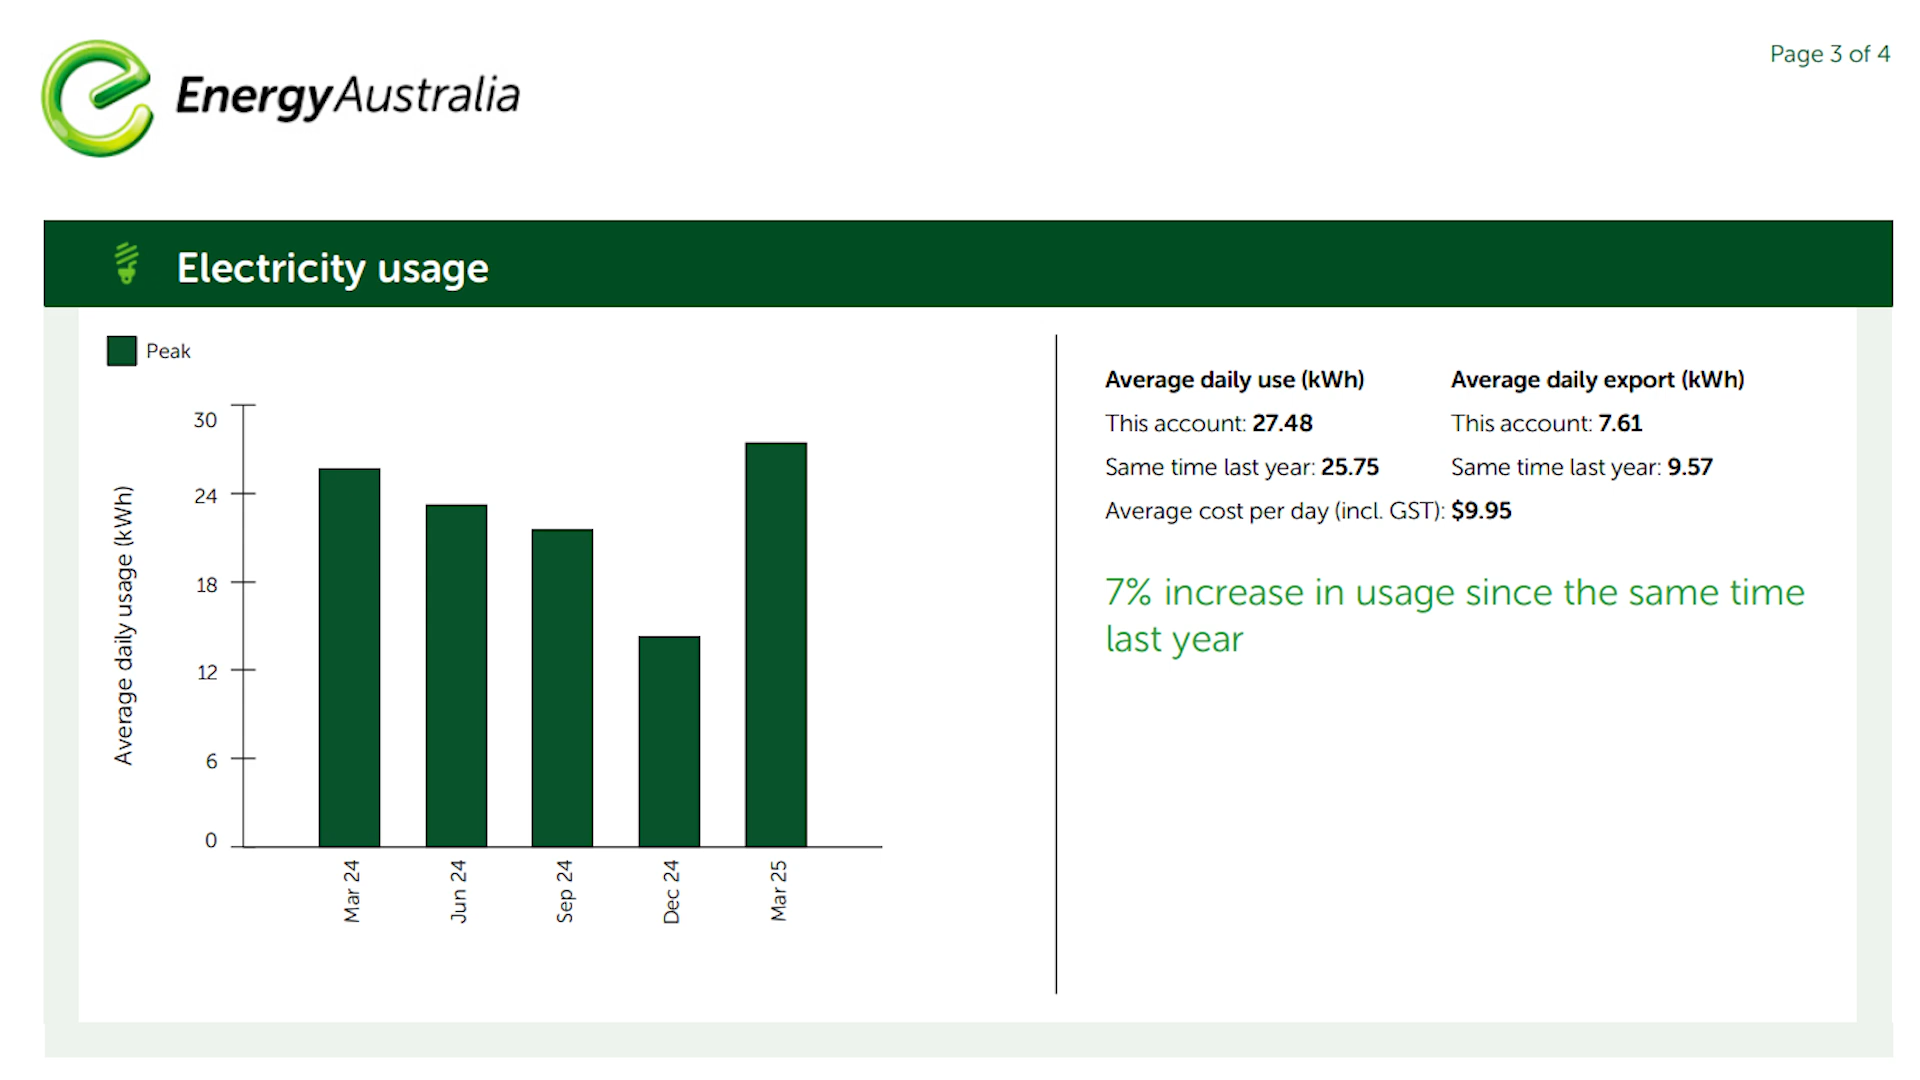 EnergyAustralia
Page 3 of 4
Electricity usage
Peak
Average daily usage (kWh)
30
24
18
12
6
0
Mar 24
Jun 24
Sep 24
Dec 24
Mar 25
Average daily use (kWh)
This account: 27.48
Same time last year: 25.75
Average daily export (kWh)
This account: 7.61
Same time last year: 9.57
Average cost per day (incl. GST): $9.95
7% increase in usage since the same time
last year